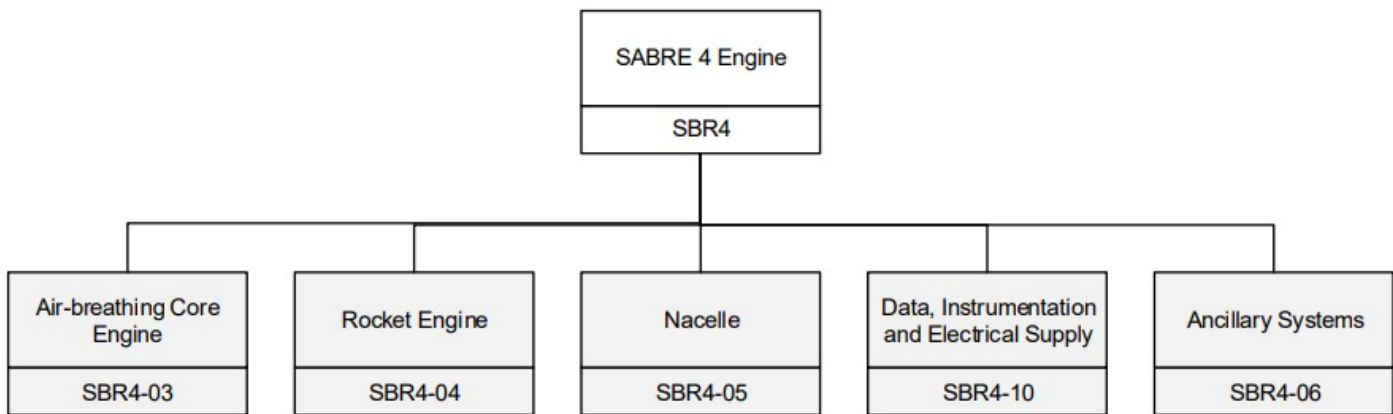 SABRE 4 Engine
SBR4
Air-breathing Core
Engine
SBR4-03
Rocket Engine
SBR4-04
Nacelle
SBR4-05
Data, Instrumentation
and Electrical Supply
SBR4-10
Ancillary Systems
SBR4-06